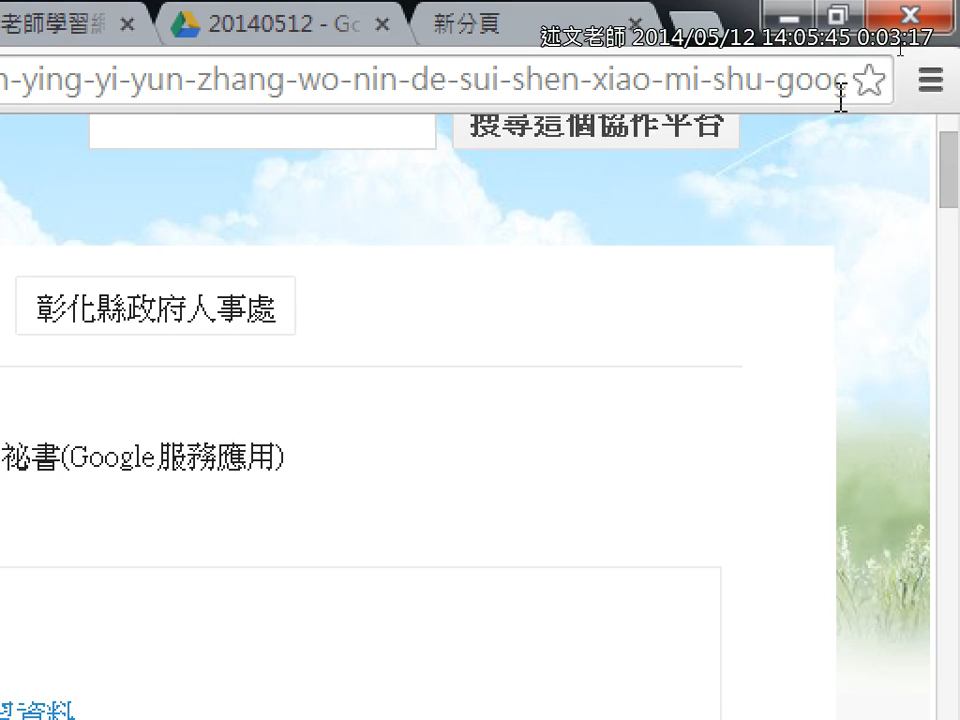 老師學習網
20140512 - Go
新分頁
述文老師 2014/05/12 14:05:45 0:03:17
-ying-yi-yun-zhang-wo-nin-de-sui-shen-xiao-mi-shu-goog
搜尋這個協作平台
彰化縣政府人事處
祕書(Google服務應用)
習資料